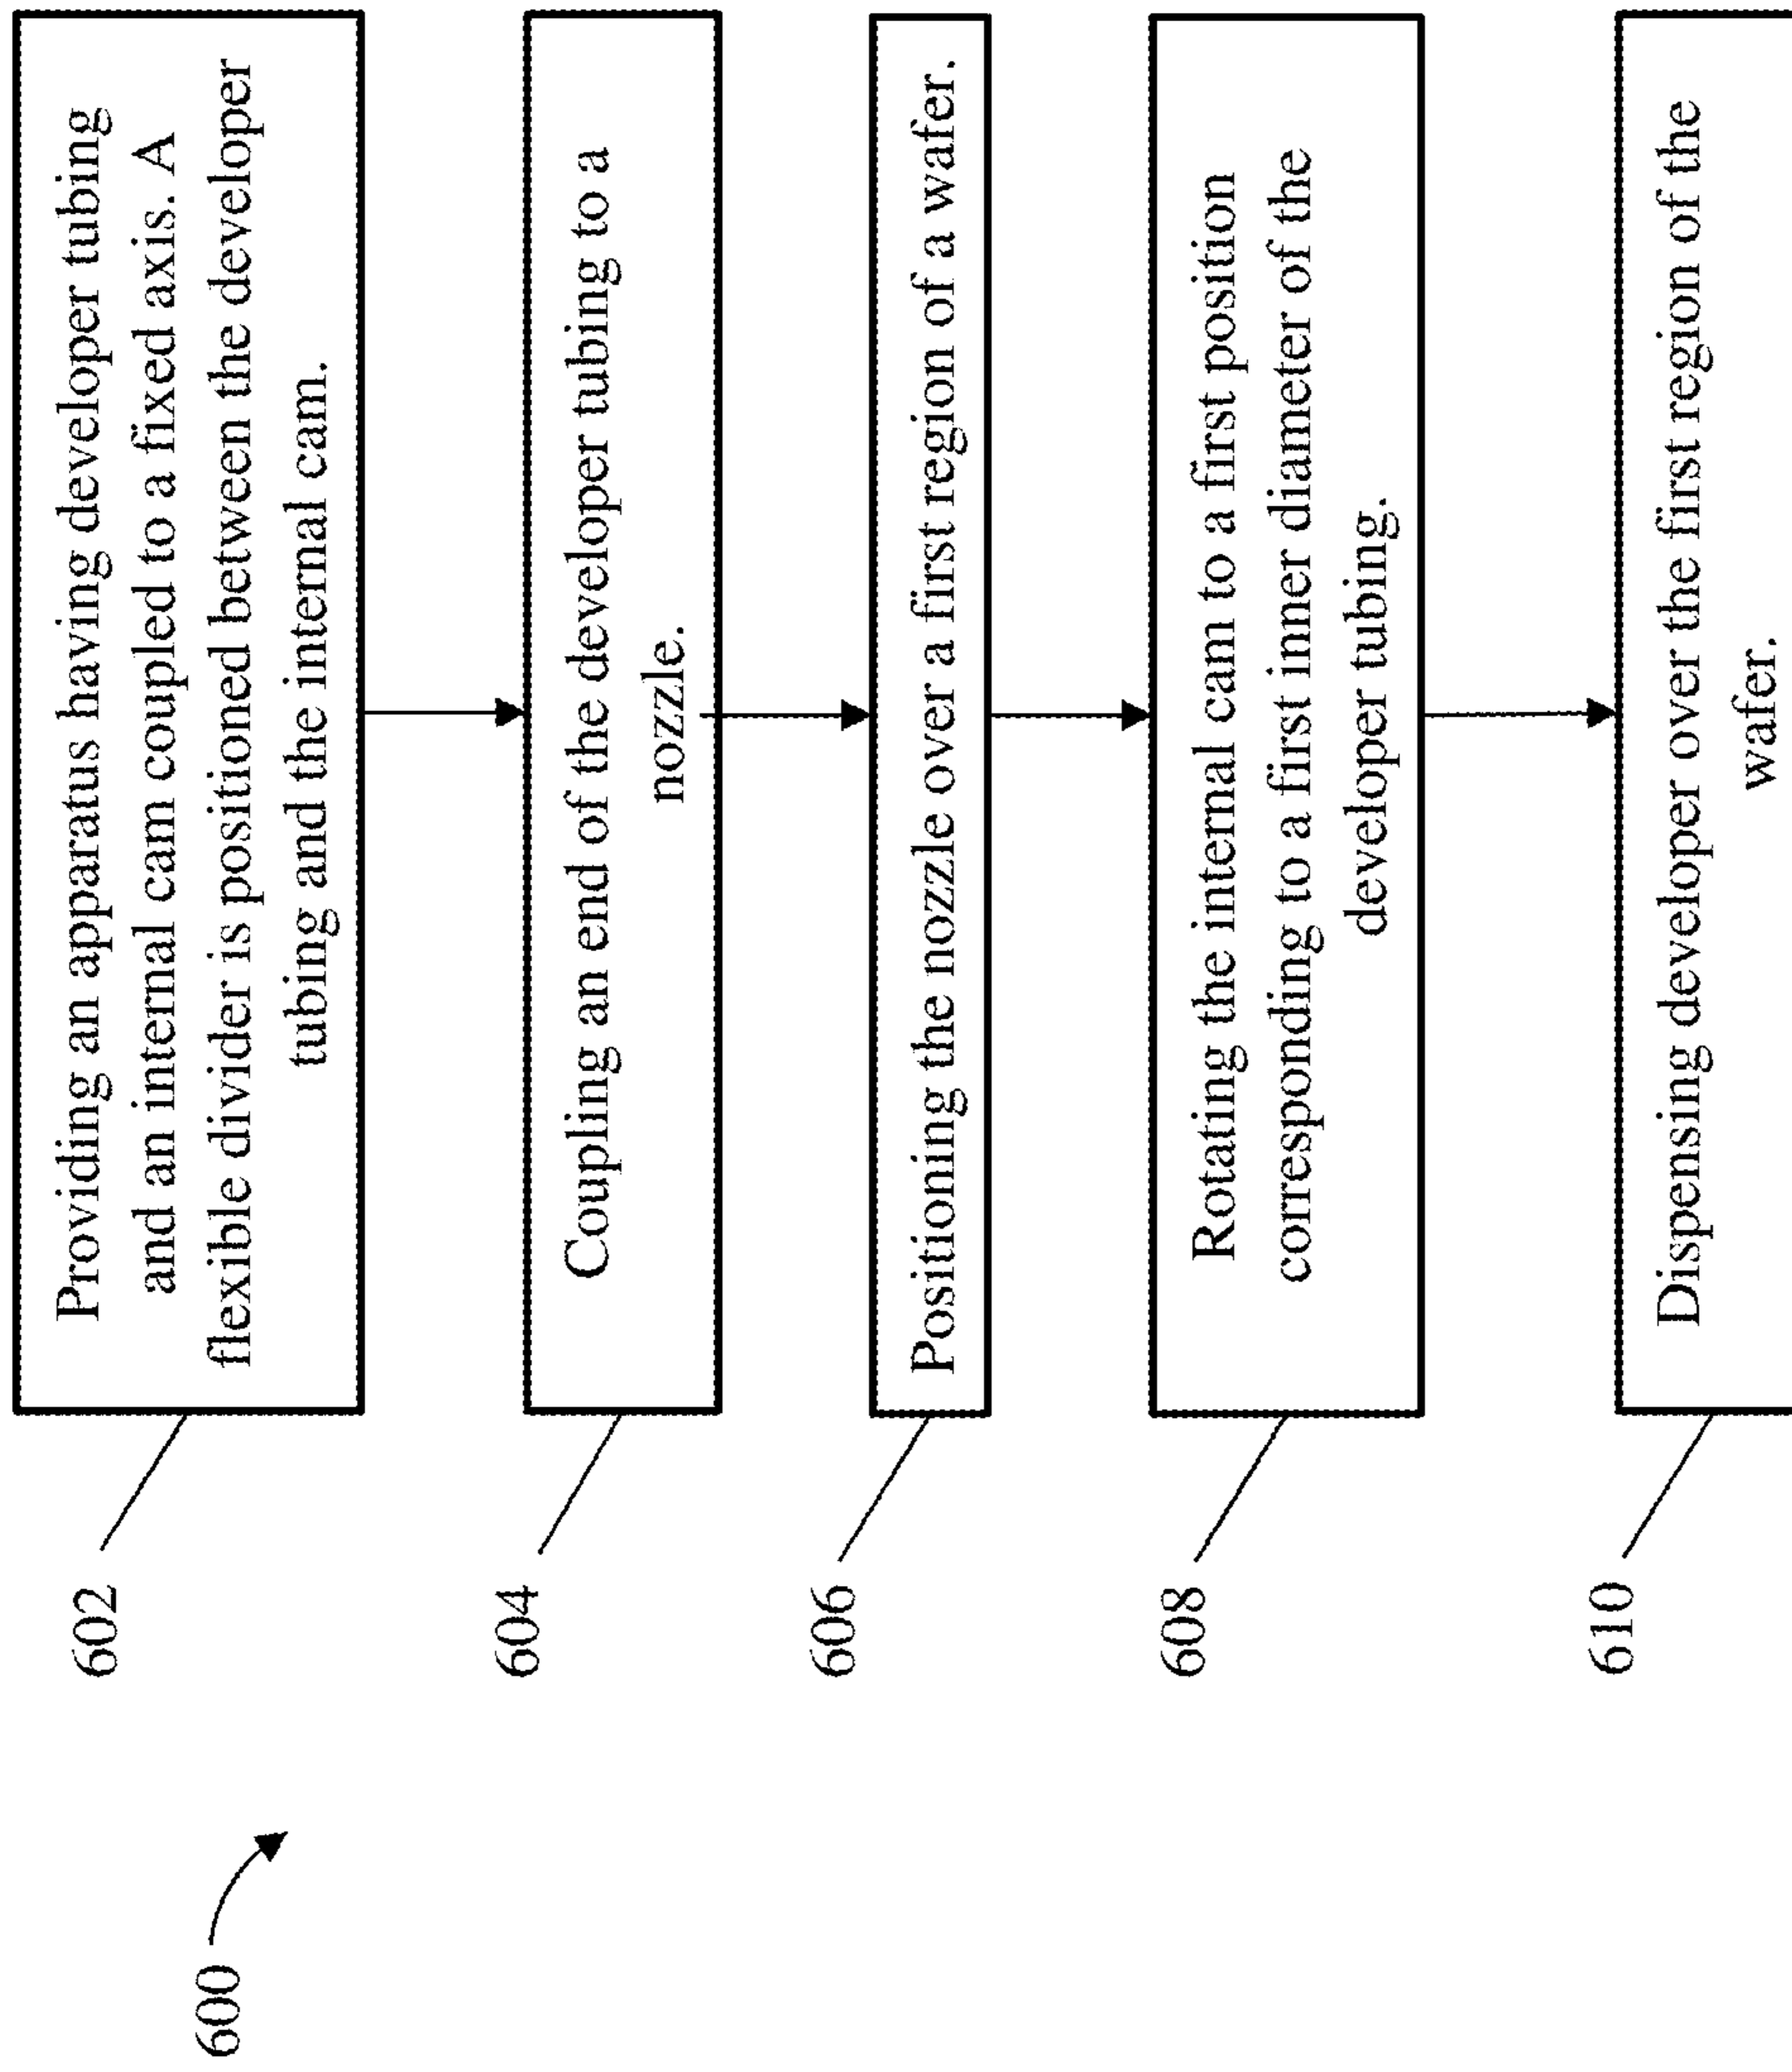 600
602
Providing an apparatus having developer tubing
and an internal cam coupled to a fixed axis. A
flexible divider is positioned between the developer
tubing and the internal cam.
604
Coupling an end of the developer tubing to a
nozzle.
606
Positioning the nozzle over a first region of a wafer.
608
Rotating the internal cam to a first position
corresponding to a first inner diameter of the
developer tubing.
610
Dispensing developer over the first region of the
wafer.